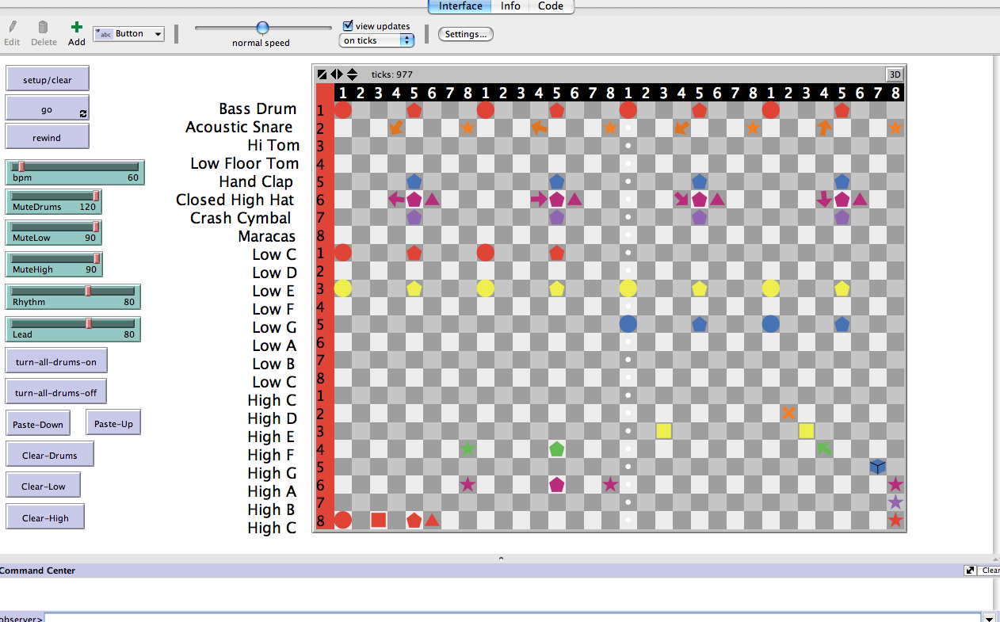 Interface Info Code
Edit Delete Add abc Button normal speed view updates on ticks Settings...
ticks: 977 3D
1 2 3 4 5 6 7 8 1 2 3 4 5 6 7 8 1 2 3 4 5 6 7 8 1 2 3 4 5 6 7 8
setup/clear
go
rewind
bpm 60
MuteDrums 120
MuteLow 90
MuteHigh 90
Rhythm 80
Lead 80
turn-all-drums-on
turn-all-drums-off
Paste-Down Paste-Up
Clear-Drums
Clear-Low
Clear-High
Bass Drum 1
Acoustic Snare 2
Hi Tom 3
Low Floor Tom 4
Hand Clap 5
Closed High Hat 6
Crash Cymbal 7
Maracas 8
Low C 1
Low D 2
Low E 3
Low F 4
Low G 5
Low A 6
Low B 7
Low C 8
High C 1
High D 2
High E 3
High F 4
High G 5
High A 6
High B 7
High C 8
Command Center Clear
observer>